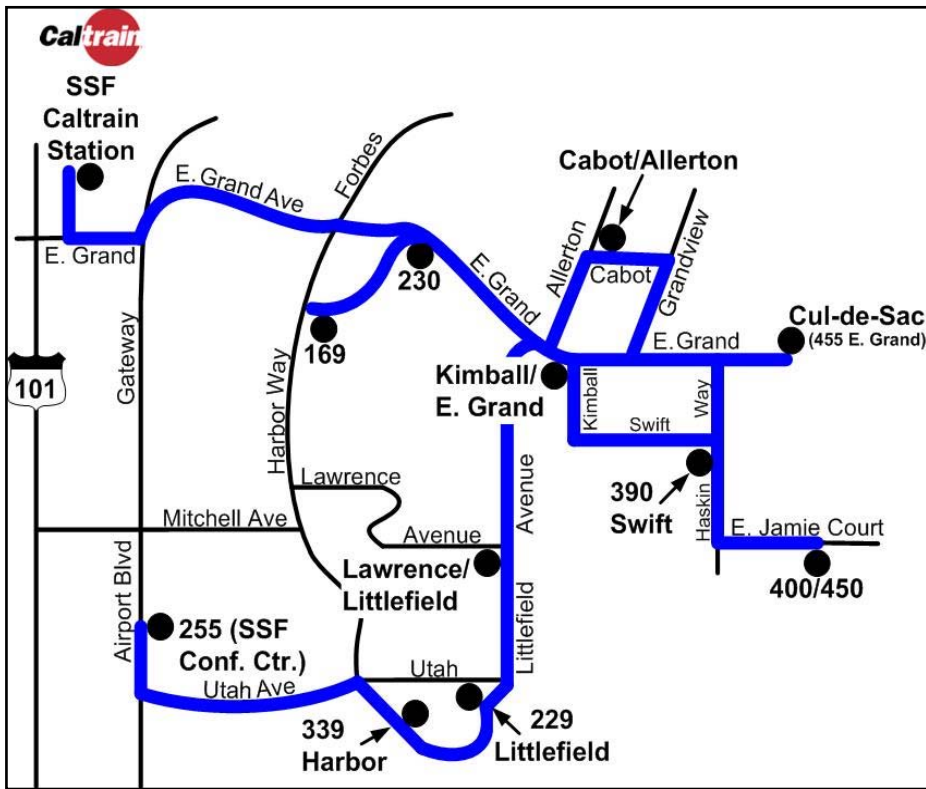 Caltrain
SSF
Caltrain
Station
E. Grand Ave
Forbes
Cabot/Allerton
E. Grand
230
E. Grand
Allerton
Cabot
Grandview
169
E. Grand
Cul-de-Sac
(455 E. Grand)
101
Gateway
Harbor Way
Kimball/
E. Grand
Kimball
Way
Swift
Lawrence
Avenue
390
Swift
Haskin
Mitchell Ave
Avenue
E. Jamie Court
Lawrence/
Littlefield
400/450
Airport Blvd
255 (SSF
Conf. Ctr.)
Littlefield
Utah
Utah Ave
339
Harbor
229
Littlefield